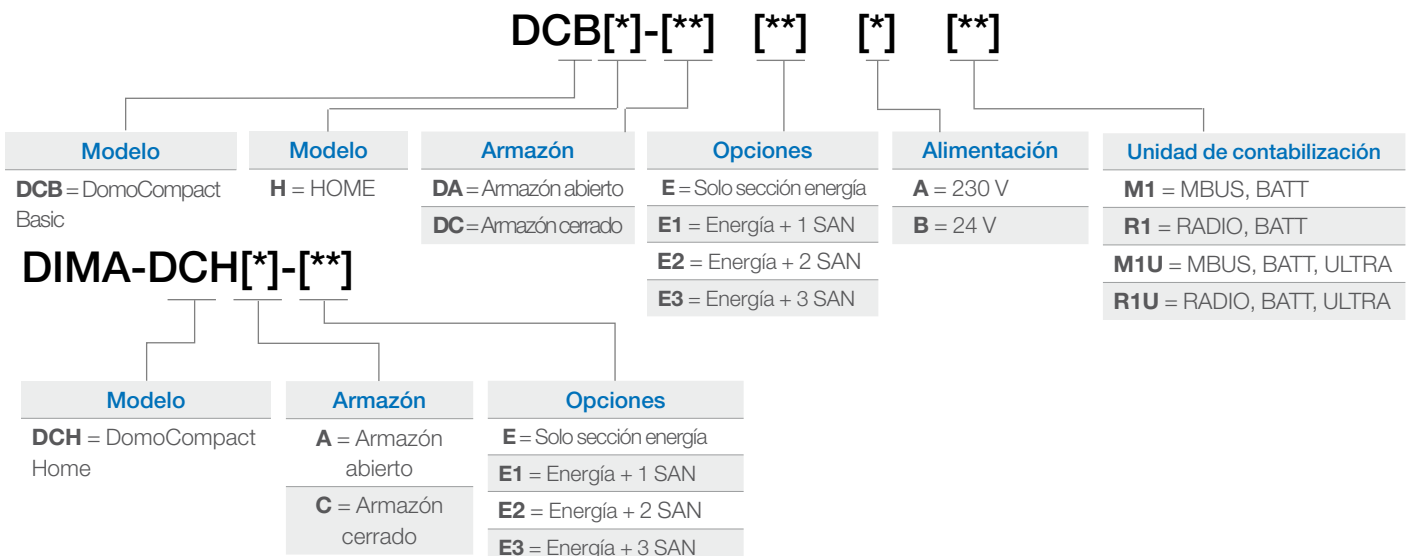 DCB[*]-[**] [**] [*] [**]
Modelo
DCB = DomoCompact
Basic
Modelo
H = HOME
Armazón
DA = Armazón abierto
DC = Armazón cerrado
Opciones
E = Solo sección energía
E1 = Energía + 1 SAN
E2 = Energía + 2 SAN
E3 = Energía + 3 SAN
Alimentación
A = 230 V
B = 24 V
Unidad de contabilización
M1 = MBUS, BATT
R1 = RADIO, BATT
M1U = MBUS, BATT, ULTRA
R1U = RADIO, BATT, ULTRA
DIMA-DCH[*]-[**]
Modelo
DCH = DomoCompact
Home
Armazón
A = Armazón
abierto
C = Armazón
cerrado
Opciones
E = Solo sección energía
E1 = Energía + 1 SAN
E2 = Energía + 2 SAN
E3 = Energía + 3 SAN